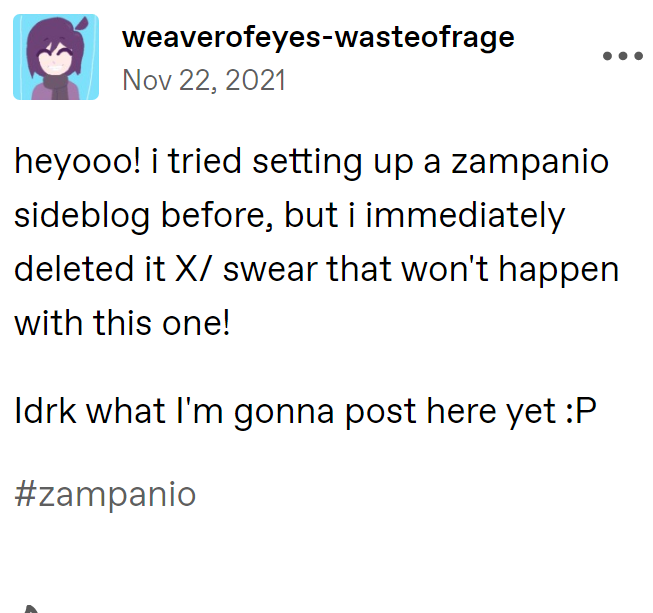 weaverofeyes-wasteofrage
Nov 22, 2021
heyooo! i tried setting up a zampanio
sideblog before, but i immediately
deleted it X/ swear that won't happen
with this one!
Idrk what I'm gonna post here yet :P
#zampanio